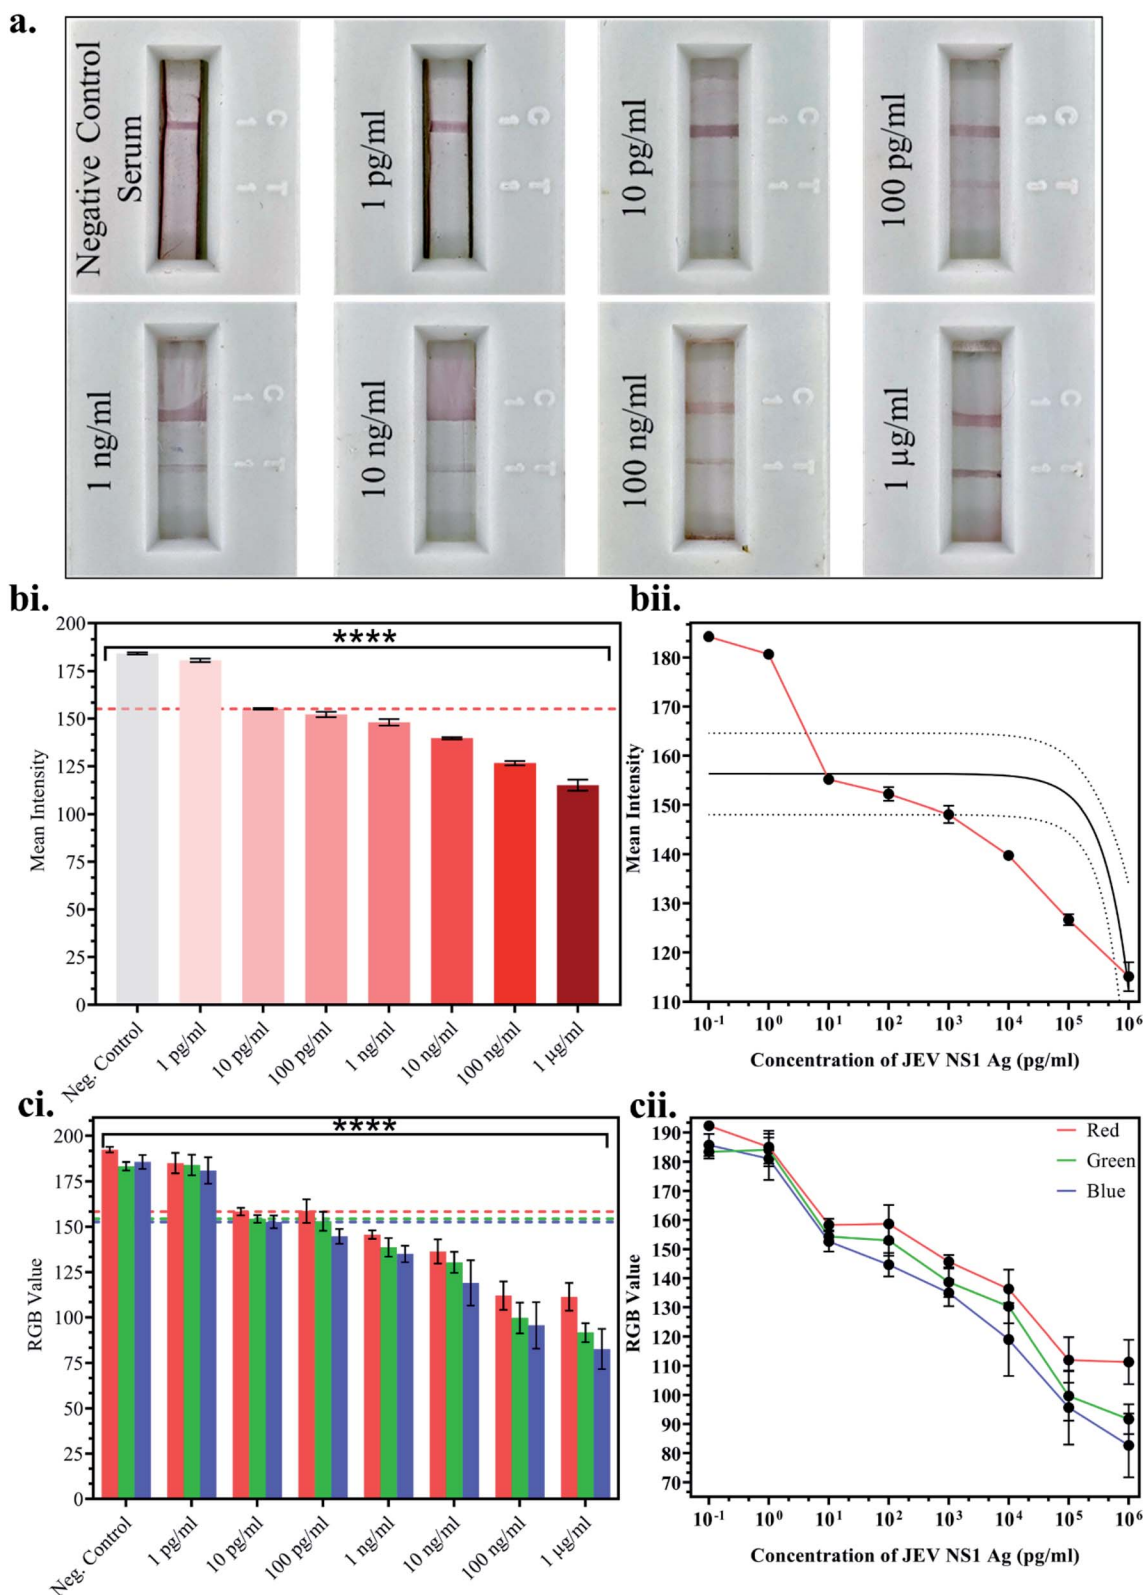 a.
Negative Control
Serum
C
T
1 pg/ml
C
T
10 pg/ml
C
T
100 pg/ml
C
T
1 ng/ml
C
T
10 ng/ml
C
T
100 ng/ml
C
T
1 µg/ml
C
T
bi.
****
Mean Intensity
200
175
150
125
100
75
50
25
0
Neg. Control
1 pg/ml
10 pg/ml
100 pg/ml
1 ng/ml
10 ng/ml
100 ng/ml
1 µg/ml
bii.
Mean Intensity
180
170
160
150
140
130
120
110
10⁻¹ 10⁰ 10¹ 10² 10³ 10⁴ 10⁵ 10⁶
Concentration of JEV NS1 Ag (pg/ml)
ci.
****
RGB Value
200
175
150
125
100
75
50
25
0
Neg. Control
1 pg/ml
10 pg/ml
100 pg/ml
1 ng/ml
10 ng/ml
100 ng/ml
1 µg/ml
cii.
Red
Green
Blue
RGB Value
190
180
170
160
150
140
130
120
110
100
90
80
70
10⁻¹ 10⁰ 10¹ 10² 10³ 10⁴ 10⁵ 10⁶
Concentration of JEV NS1 Ag (pg/ml)